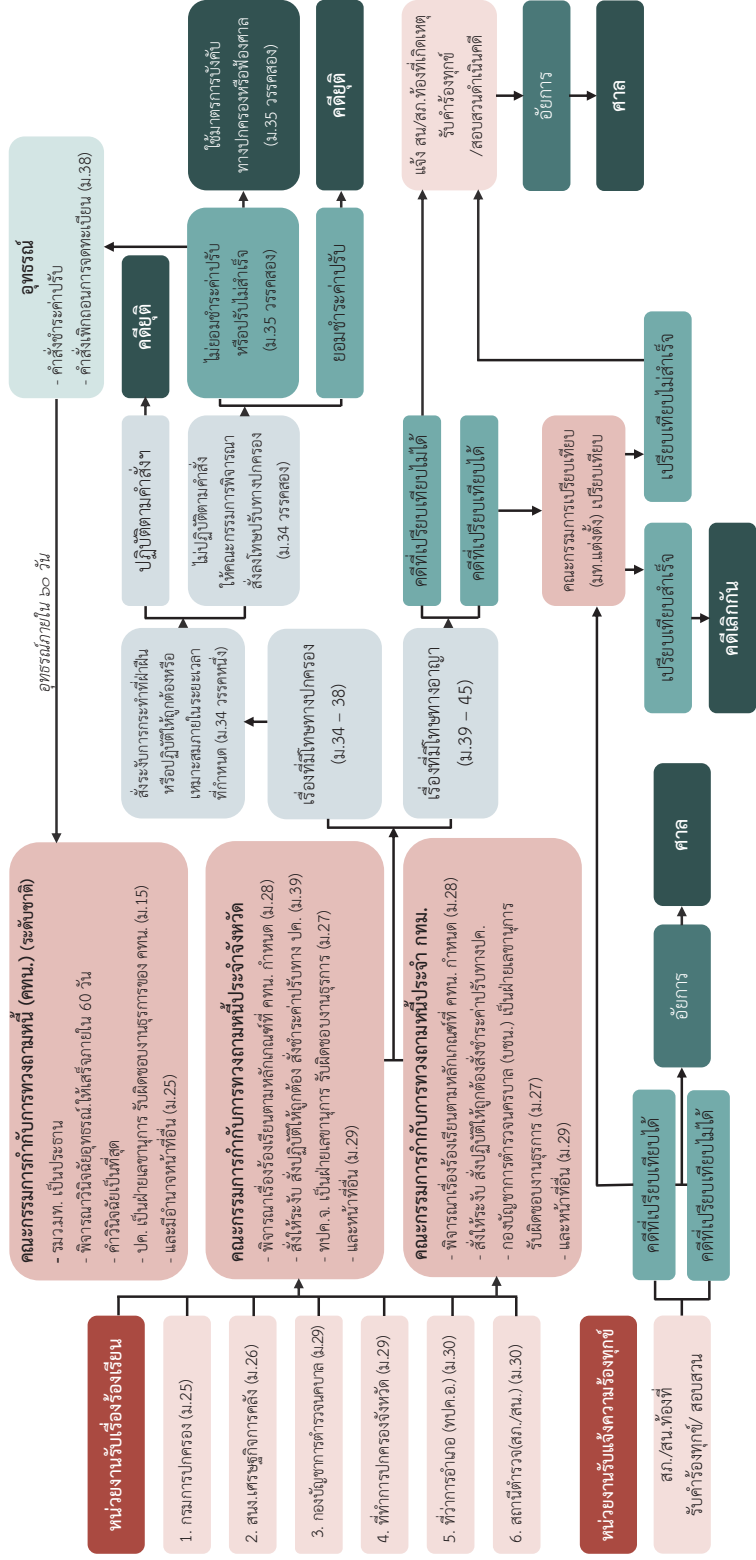 หน่วยงานรับเรื่องร้องเรียน
1. กรมการปกครอง (ม.25)
2. สนง.เศรษฐกิจการคลัง (ม.26)
3. กองบัญชาการตำรวจนคบาล (ม.29)
4. ที่ทำการปกครองจังหวัด (ม.29)
5. ที่ว่าการอำเภอ (ทปค.อ.) (ม.30)
6. สถานีตำรวจ(สภ./สน.) (ม.30)
คณะกรรมการกำกับการทวงถามหนี้ (คทน.) (ระดับชาติ)
- รมว.มท. เป็นประธาน
- พิจารณาวินิจฉัยอุทธรณ์ให้เสร็จภายใน 60 วัน
- คำวินิจฉัยเป็นที่สุด
- ปค. เป็นฝ่ายเลขานุการ รับผิดชอบงานธุรการของ คทน. (ม.15)
- และมีอำนาจหน้าที่อื่น (ม.25)
คณะกรรมการกำกับการทวงถามหนี้ประจำจังหวัด
- พิจารณาเรื่องร้องเรียนตามหลักเกณฑ์ที่ คทน. กำหนด (ม.28)
- สั่งให้ระงับ สั่งปฏิบัติให้ถูกต้อง สั่งชำระค่าปรับทาง ปค. (ม.39)
- ทปค.จ. เป็นฝ่ายเลขานุการ รับผิดชอบงานธุรการ (ม.27)
- และหน้าที่อื่น (ม.29)
คณะกรรมการกำกับการทวงถามหนี้ประจำ กทม.
- พิจารณาเรื่องร้องเรียนตามหลักเกณฑ์ที่ คทน. กำหนด (ม.28)
- สั่งให้ระงับ สั่งปฏิบัติให้ถูกต้องสั่งชำระค่าปรับทางปค.
- กองบัญชาการตำรวจนครบาล (บชน.) เป็นฝ่ายเลขานุการ
รับผิดชอบงานธุรการ (ม.27)
- และหน้าที่อื่น (ม.29)
อุทธรณ์ภายใน ๖๐ วัน
อุทธรณ์
- คำสั่งชำระค่าปรับ
- คำสั่งเพิกถอนการจดทะเบียน (ม.38)
สั่งระงับการกระทำที่ฝ่าฝืน
หรือปฏิบัติให้ถูกต้องหรือ
เหมาะสมภายในระยะเวลา
ที่กำหนด (ม.34 วรรคหนึ่ง)
เรื่องที่มีโทษทางปกครอง
(ม.34 – 38)
เรื่องที่มีโทษทางอาญา
(ม.39 – 45)
ปฏิบัติตามคำสั่งฯ
คดียุติ
ไม่ปฏิบัติตามคำสั่ง
ให้คณะกรรมการพิจารณา
สั่งลงโทษปรับทางปกครอง
(ม.34 วรรคสอง)
ไม่ยอมชำระค่าปรับ
หรือปรับไม่สำเร็จ
(ม.35 วรรคสอง)
ใช้มาตรการบังคับ
ทางปกครองหรือฟ้องศาล
(ม.35 วรรคสอง)
ยอมชำระค่าปรับ
คดียุติ
คดีที่เปรียบเทียบไม่ได้
คดีที่เปรียบเทียบได้
แจ้ง สน/สภ.ท้องที่เกิดเหตุ
รับคำร้องทุกข์
/สอบสวนดำเนินคดี
อัยการ
ศาล
คณะกรรมการเปรียบเทียบ
(มท.แต่งตั้ง) เปรียบเทียบ
เปรียบเทียบสำเร็จ
เปรียบเทียบไม่สำเร็จ
คดีเลิกกัน
หน่วยงานรับแจ้งความร้องทุกข์
สภ./สน.ท้องที่
รับคำร้องทุกข์/ สอบสวน
คดีที่เปรียบเทียบได้
คดีที่เปรียบเทียบไม่ได้
อัยการ
ศาล